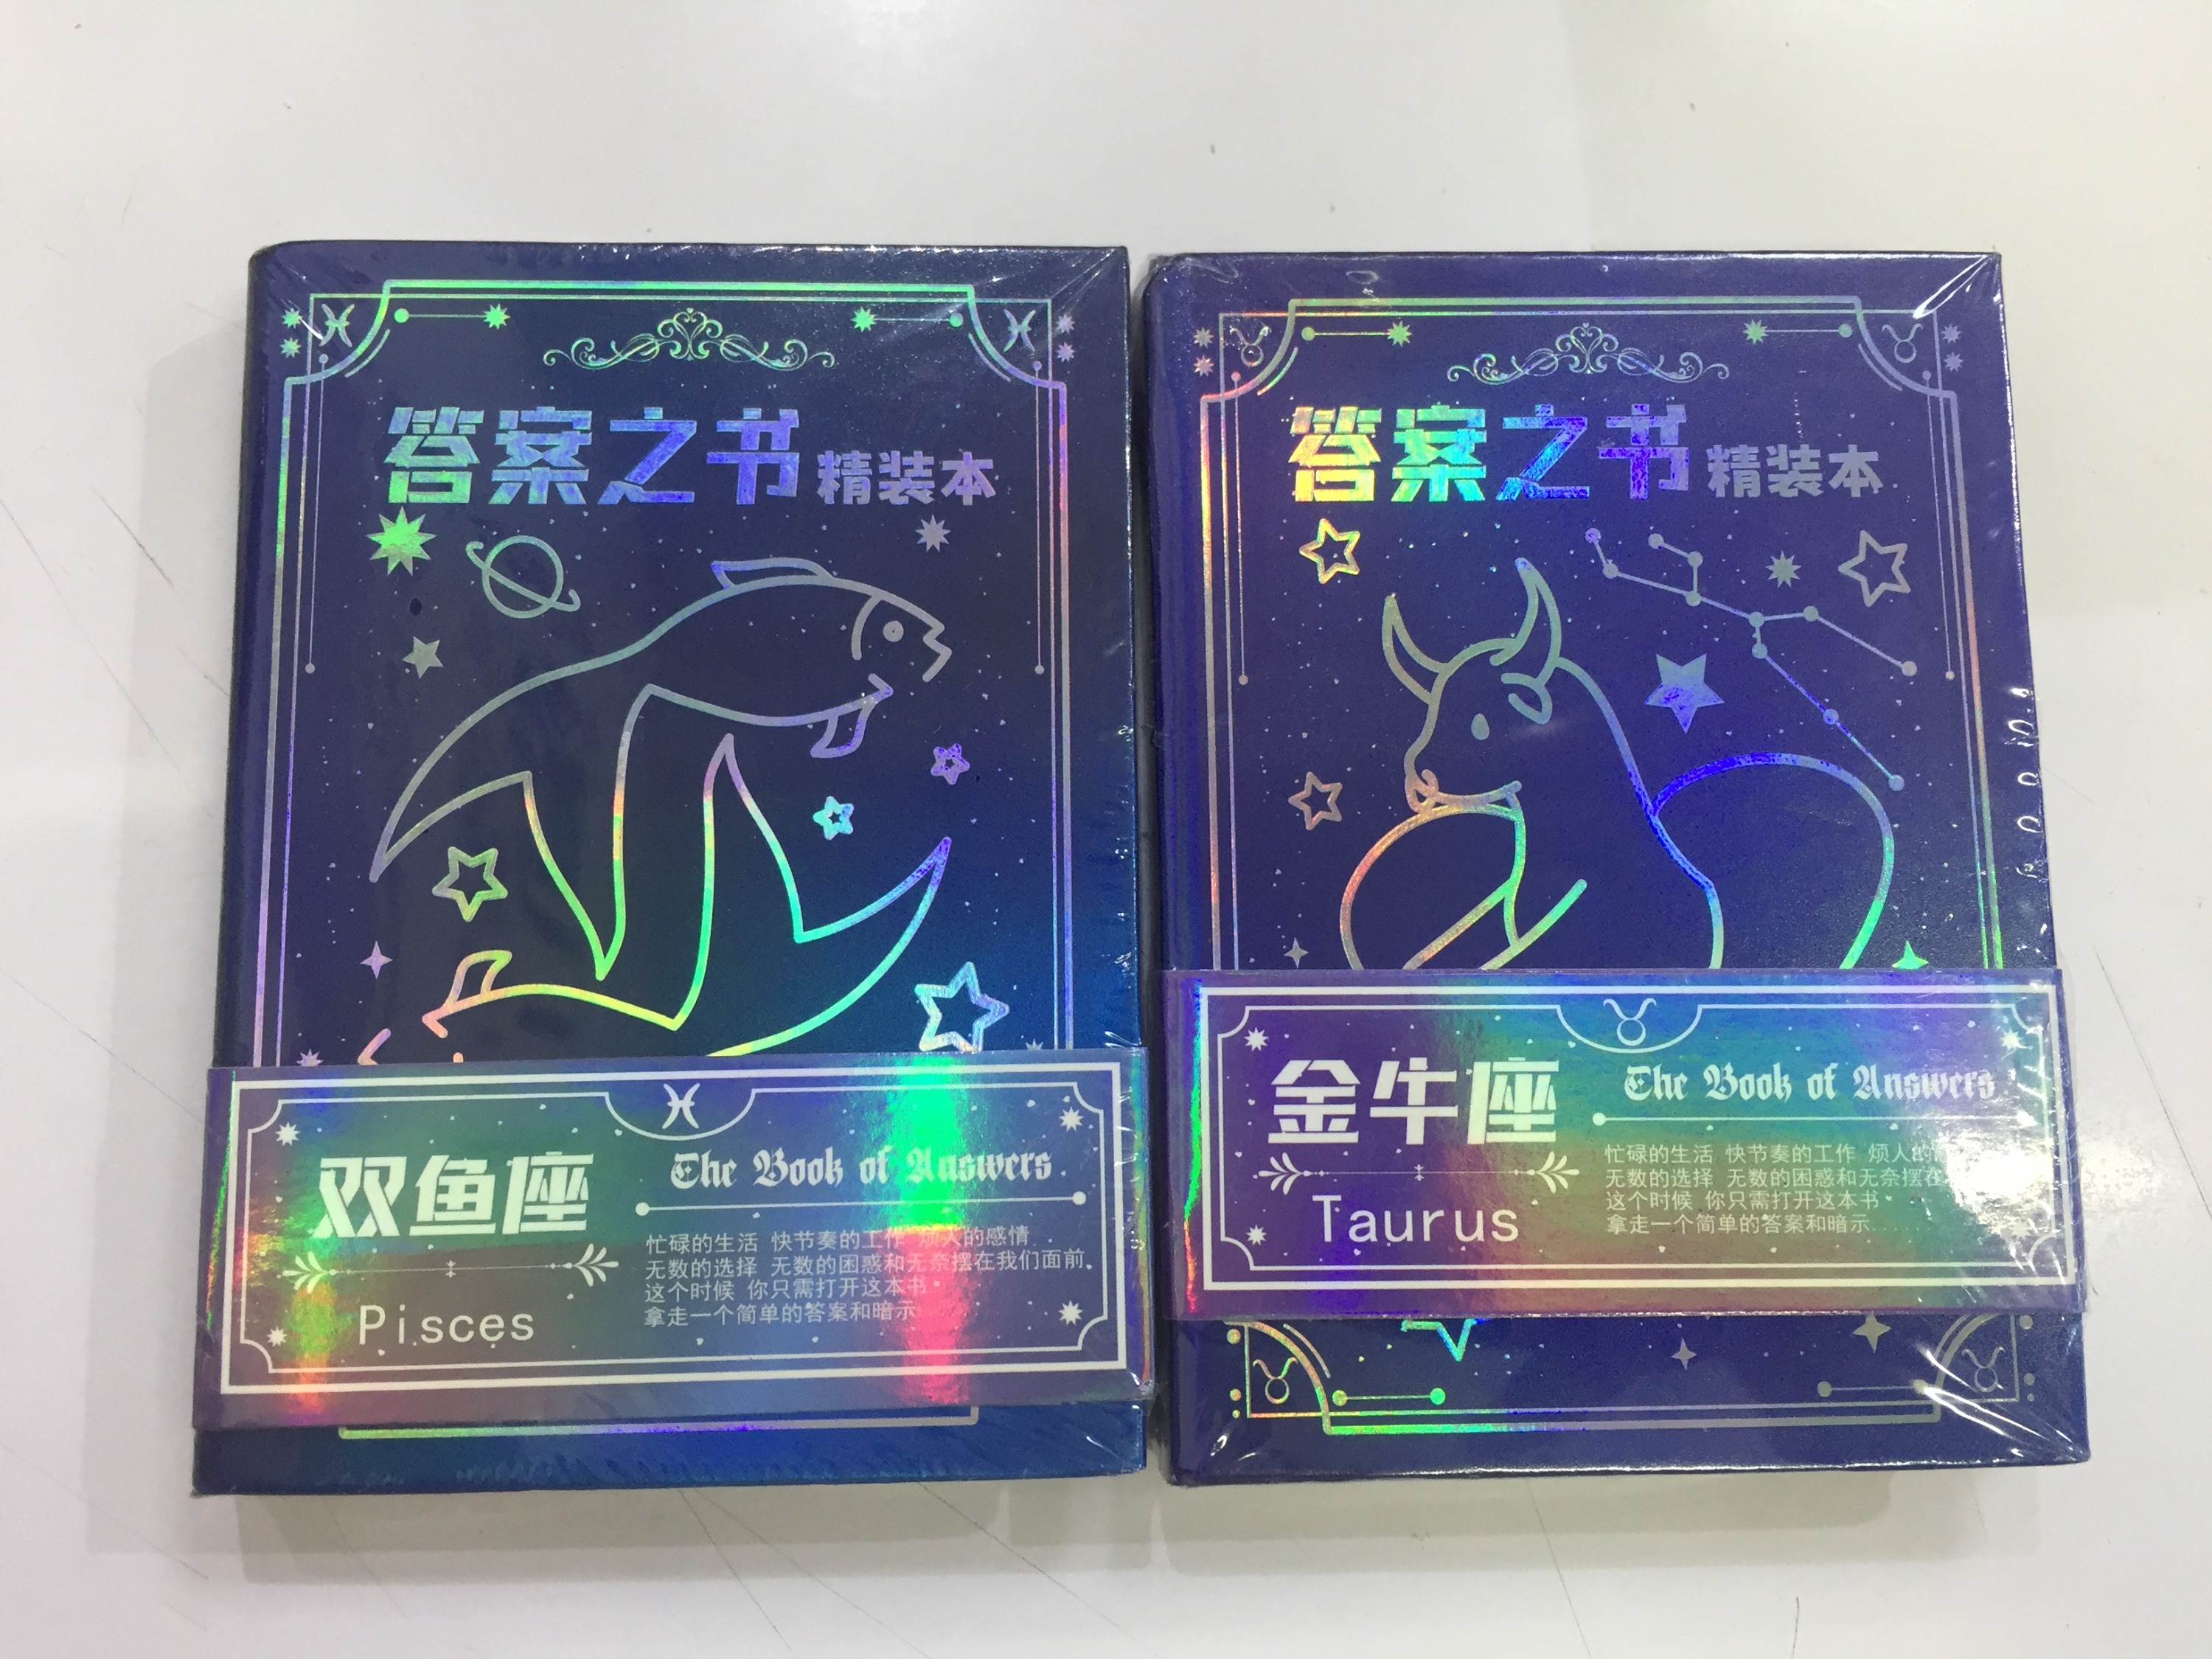 答案之书 精装本
双鱼座
Pisces
The Book of Answers
忙碌的生活 快节奏的工作 烦人的感情
无数的选择 无数的困惑和无奈摆在我们面前.
这个时候 你只需打开这本书
拿走一个简单的答案和暗示
答案之书 精装本
金牛座
Taurus
The Book of Answers
忙碌的生活 快节奏的工作 烦人的
无数的选择 无数的困惑和无奈摆在
这个时候 你只需打开这本书
拿走一个简单的答案和暗示......